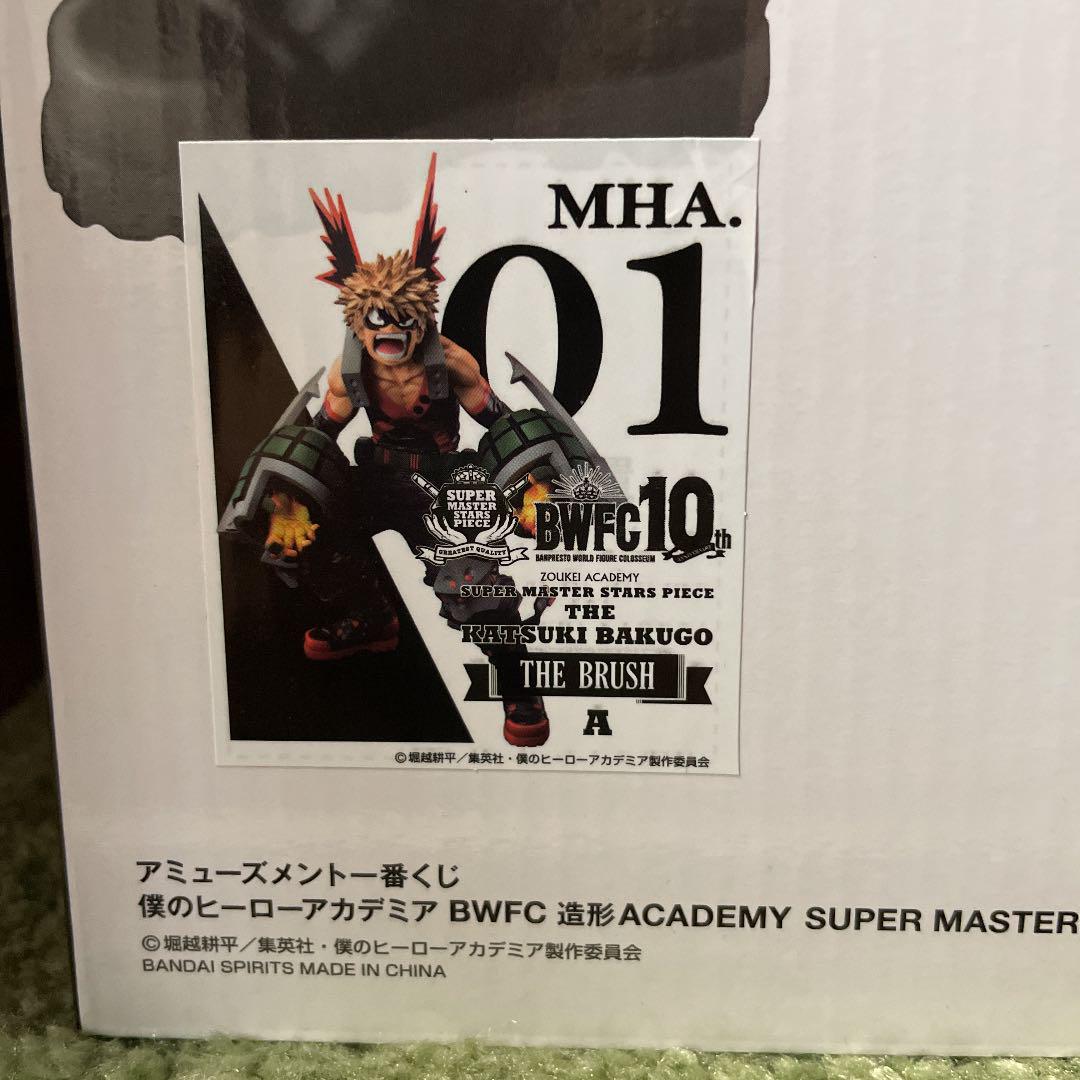 MHA.
01
SUPER
MASTER
STARS
PIECE
GREATEST QUALITY
BWFC 10th
BANPRESTO WORLD FIGURE COLOSSEUM
ANNIVERSARY
ZOUKEI ACADEMY
SUPER MASTER STARS PIECE
THE
KATSUKI BAKUGO
THE BRUSH
A
©堀越耕平／集英社・僕のヒーローアカデミア製作委員会
アミューズメント一番くじ
僕のヒーローアカデミア BWFC 造形ACADEMY SUPER MASTER
©堀越耕平／集英社・僕のヒーローアカデミア製作委員会
BANDAI SPIRITS MADE IN CHINA